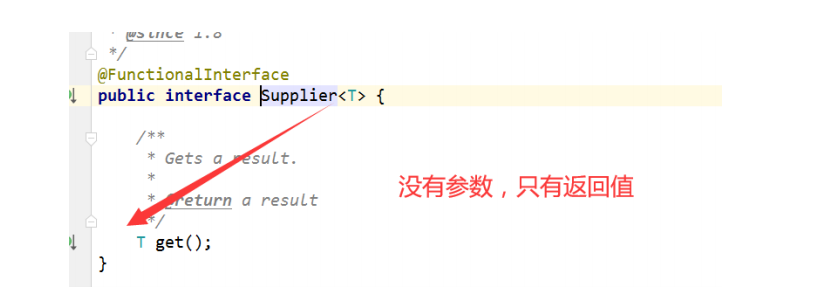 * @since 1.8
*/
@FunctionalInterface
public interface Supplier<T> {
/**
* Gets a result.
*
* @return a result
*/
T get();
}
没有参数，只有返回值